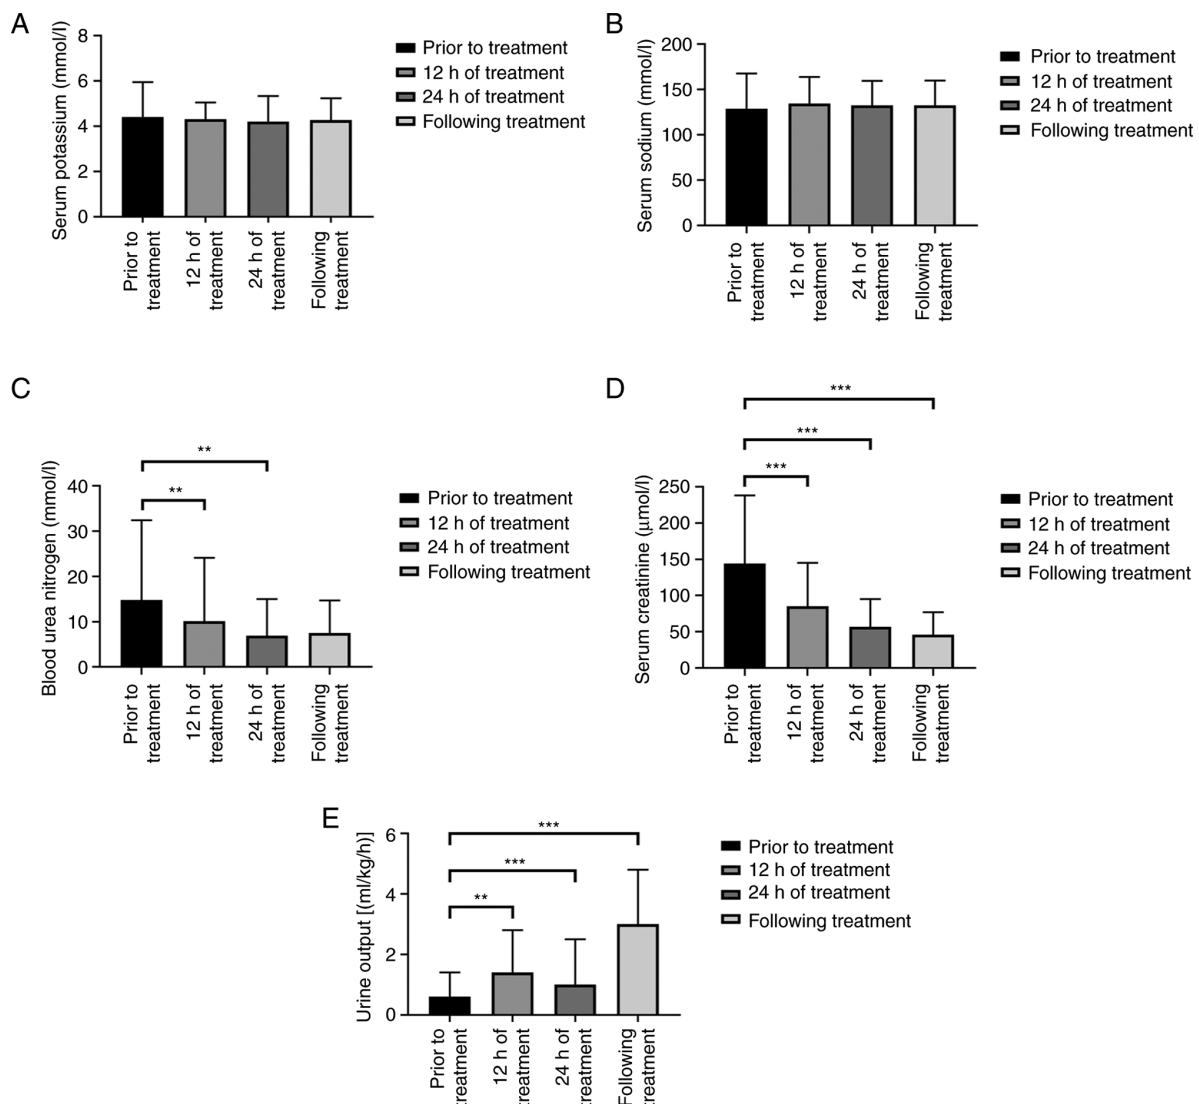 A
Serum potassium (mmol/l)
8
6
4
2
0
Prior to
treatment
12 h of
treatment
24 h of
treatment
Following
treatment
Prior to treatment
12 h of treatment
24 h of treatment
Following treatment
B
Serum sodium (mmol/l)
200
150
100
50
0
Prior to
treatment
12 h of
treatment
24 h of
treatment
Following
treatment
Prior to treatment
12 h of treatment
24 h of treatment
Following treatment
C
Blood urea nitrogen (mmol/l)
40
30
20
10
0
**
**
Prior to
treatment
12 h of
treatment
24 h of
treatment
Following
treatment
Prior to treatment
12 h of treatment
24 h of treatment
Following treatment
D
Serum creatinine (µmol/l)
250
200
150
100
50
0
***
***
***
Prior to
treatment
12 h of
treatment
24 h of
treatment
Following
treatment
Prior to treatment
12 h of treatment
24 h of treatment
Following treatment
E
Urine output [(ml/kg/h)]
6
4
2
0
***
***
**
Prior to
treatment
12 h of
treatment
24 h of
treatment
Following
treatment
Prior to treatment
12 h of treatment
24 h of treatment
Following treatment